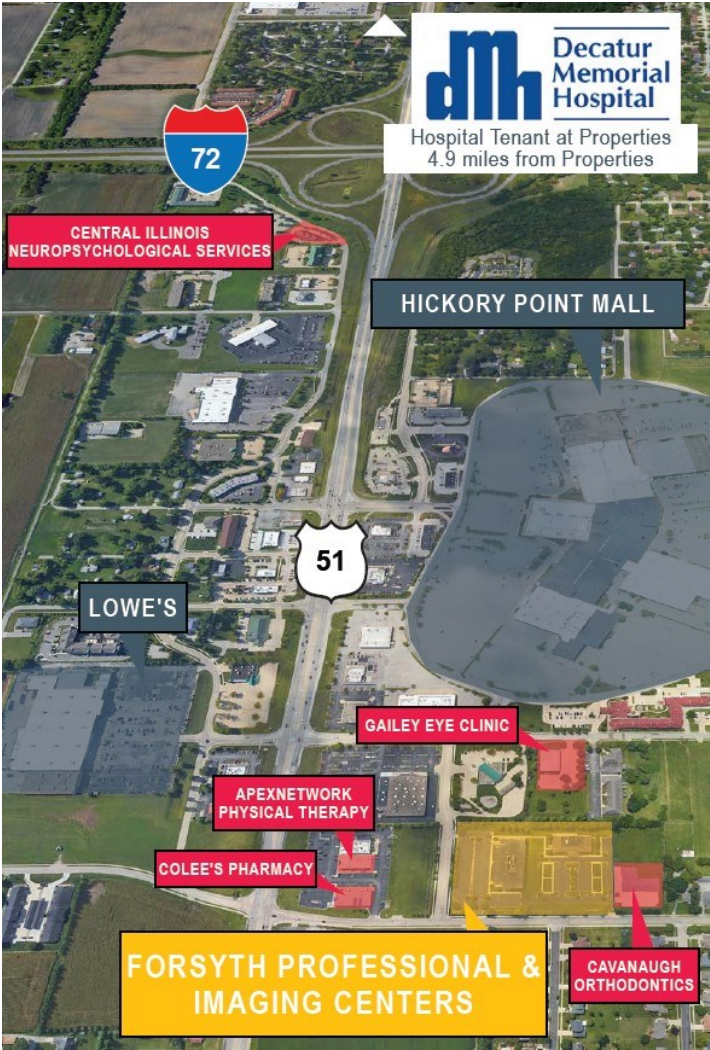 dmh
Decatur
Memorial
Hospital
Hospital Tenant at Properties
4.9 miles from Properties
72
CENTRAL ILLINOIS
NEUROPSYCHOLOGICAL SERVICES
HICKORY POINT MALL
51
LOWE'S
GAILEY EYE CLINIC
APEXNETWORK
PHYSICAL THERAPY
COLEE'S PHARMACY
FORSYTH PROFESSIONAL &
IMAGING CENTERS
CAVANAUGH
ORTHODONTICS